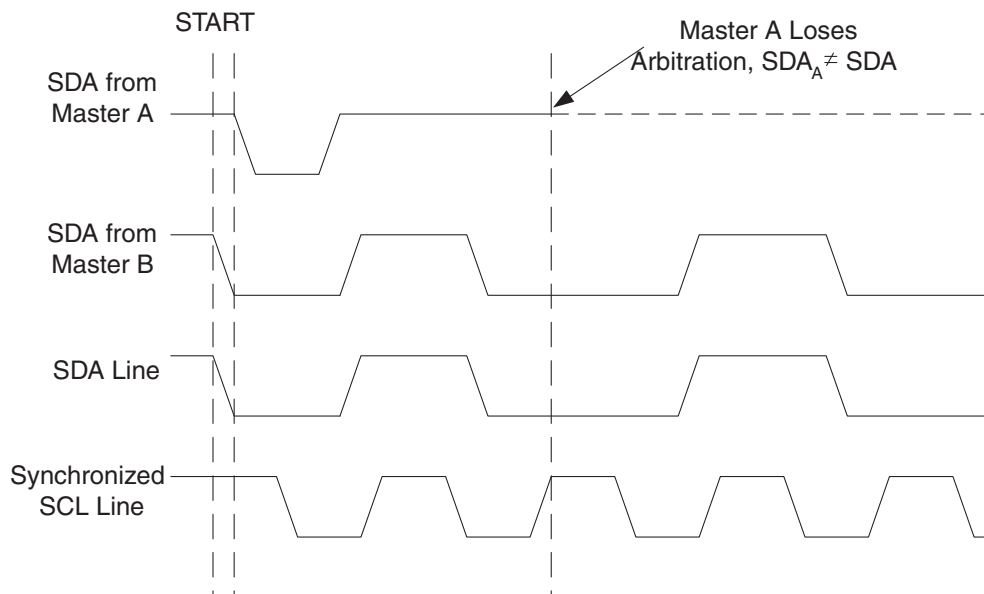 START
Master A Loses
Arbitration, SDA_A ≠ SDA
SDA from
Master A
SDA from
Master B
SDA Line
Synchronized
SCL Line